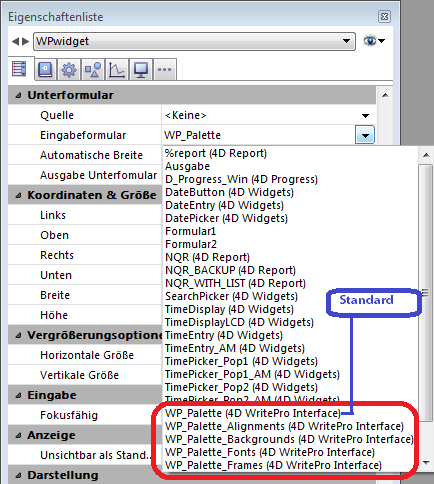 Eigenschaftenliste
WPwidget
Unterformular
Quelle <Keine>
Eingabeformular WP_Palette
Automatische Breite
Ausgabe Unterfomular
Koordinaten & Größe
Links
Oben
Rechts
Unten
Breite
Höhe
Vergrößerungsoptione
Horizontale Größe
Vertikale Größe
Eingabe
Fokusfähig
Anzeige
Unsichtbar als Stand...
Darstellung
%report (4D Report)
Ausgabe
D_Progress_Win (4D Progress)
DateButton (4D Widgets)
DateEntry (4D Widgets)
DatePicker (4D Widgets)
Formular1
Formular2
NQR (4D Report)
NQR_BACKUP (4D Report)
NQR_WITH_LIST (4D Report)
SearchPicker (4D Widgets)
TimeDisplay (4D Widgets)
TimeDisplayLCD (4D Widgets)
TimeEntry (4D Widgets)
TimeEntry_AM (4D Widgets)
TimePicker_Pop1 (4D Widgets)
TimePicker_Pop1_AM (4D Widgets)
TimePicker_Pop2 (4D Widgets)
TimePicker_Pop2_AM (4D Widgets)
WP_Palette (4D WritePro Interface)
WP_Palette_Alignments (4D WritePro Interface)
WP_Palette_Backgrounds (4D WritePro Interface)
WP_Palette_Fonts (4D WritePro Interface)
WP_Palette_Frames (4D WritePro Interface)
Standard